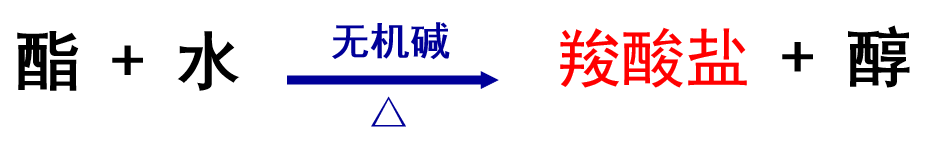 无机碱
酯 + 水 → 羧酸盐 + 醇
△